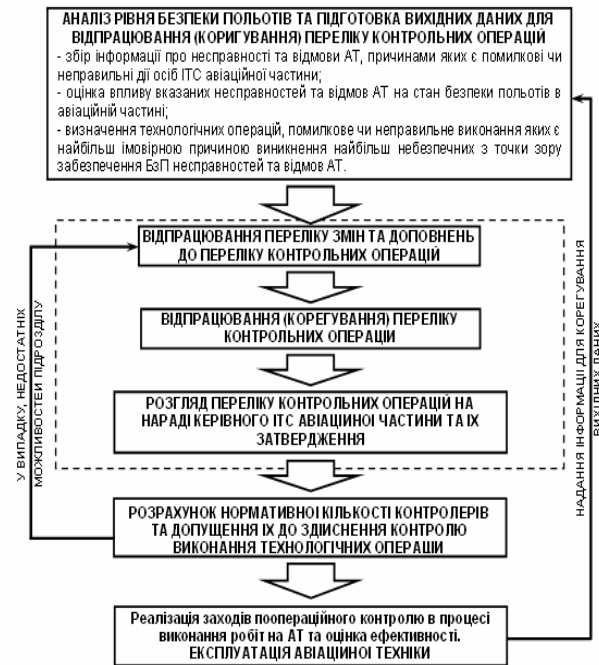 АНАЛІЗ РІВНЯ БЕЗПЕКИ ПОЛЬОТІВ ТА ПІДГОТОВКА ВИХІДНИХ ДАНИХ ДЛЯ
ВІДПРАЦЮВАННЯ (КОРИГУВАННЯ) ПЕРЕЛІКУ КОНТРОЛЬНИХ ОПЕРАЦІЙ
- збір інформації про несправності та відмови АТ, причинами яких є помилкові чи
неправильні дії осіб ІТС авіаційної частини;
- оцінка впливу вказаних несправностей та відмов АТ на стан безпеки польотів в
авіаційній частині;
- визначення технологічних операцій, помилкове чи неправильне виконання яких є
найбільш імовірною причиною виникнення найбільш небезпечних з точки зору
забезпечення БзП несправностей та відмов АТ.
ВІДПРАЦЮВАННЯ ПЕРЕЛІКУ ЗМІН ТА ДОПОВНЕНЬ
ДО ПЕРЕЛІКУ КОНТРОЛЬНИХ ОПЕРАЦІЙ
ВІДПРАЦЮВАННЯ (КОРЕГУВАННЯ) ПЕРЕЛІКУ
КОНТРОЛЬНИХ ОПЕРАЦІЙ
РОЗГЛЯД ПЕРЕЛІКУ КОНТРОЛЬНИХ ОПЕРАЦІЙ НА
НАРАДІ КЕРІВНОГО ІТС АВІАЦІЙНОЇ ЧАСТИНИ ТА ЇХ
ЗАТВЕРДЖЕННЯ
РОЗРАХУНОК НОРМАТИВНОЇ КІЛЬКОСТІ КОНТРОЛЕРІВ
ТА ДОПУЩЕННЯ ІХ ДО ЗДІЙСНЕННЯ КОНТРОЛЮ
ВИКОНАННЯ ТЕХНОЛОГІЧНИХ ОПЕРАШИ
Реалізація заходів поопераційного контролю в процесі
виконання робіт на АТ та оцінка ефективності.
ЕКСПЛУАТАЦІЯ АВІАЦІЙНОЇ ТЕХНІКИ
У ВИПАДКУ, НЕДОСТАТНІХ
МОЖЛИВОСТЕЙ ПІДРОЗДІЛУ
НАДАННЯ ІНФОРМАЦІЇ ДЛЯ КОРЕГУВАННЯ
ВИХІДНИХ ДАНИХ